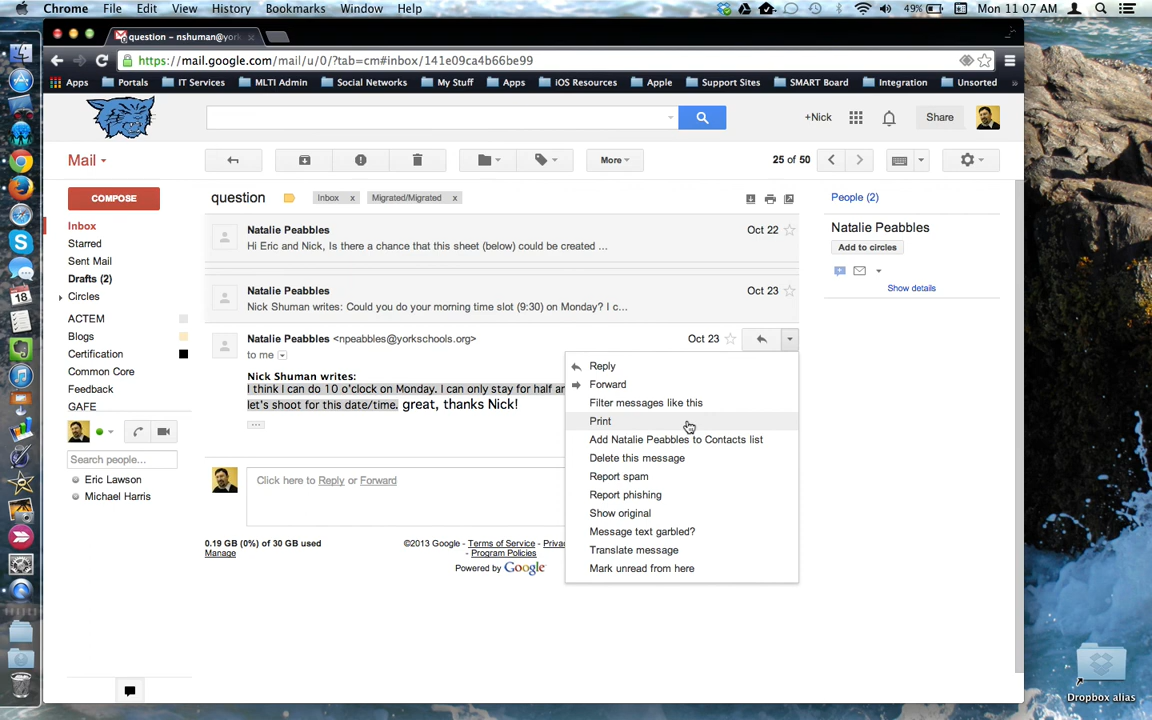 Chrome File Edit View History Bookmarks Window Help 49% Mon 11 07 AM
question – nshuman@york
https://mail.google.com/mail/u/0/?tab=cm#inbox/141e09ca4b66be99
Apps Portals IT Services MLTI Admin Social Networks My Stuff Apps iOS Resources Apple Support Sites SMART Board Integration Unsorted »
+Nick Share
Mail More 25 of 50
COMPOSE
question Inbox x Migrated/Migrated x
People (2)
Inbox
Starred
Sent Mail
Drafts (2)
Circles
ACTEM
Blogs
Certification
Common Core
Feedback
GAFE
Search people...
Eric Lawson
Michael Harris
Natalie Peabbles Oct 22
Hi Eric and Nick, Is there a chance that this sheet (below) could be created ...
Natalie Peabbles Oct 23
Nick Shuman writes: Could you do your morning time slot (9:30) on Monday? I c...
Natalie Peabbles <npeabbles@yorkschools.org> Oct 23
to me
Nick Shuman writes:
I think I can do 10 o'clock on Monday. I can only stay for half an
let's shoot for this date/time. great, thanks Nick!
...
Reply
Forward
Filter messages like this
Print
Add Natalie Peabbles to Contacts list
Delete this message
Report spam
Report phishing
Show original
Message text garbled?
Translate message
Mark unread from here
Click here to Reply or Forward
0.19 GB (0%) of 30 GB used
Manage
©2013 Google - Terms of Service - Priva
- Program Policies
Powered by Google
Natalie Peabbles
Add to circles
Show details
18
Dropbox alias